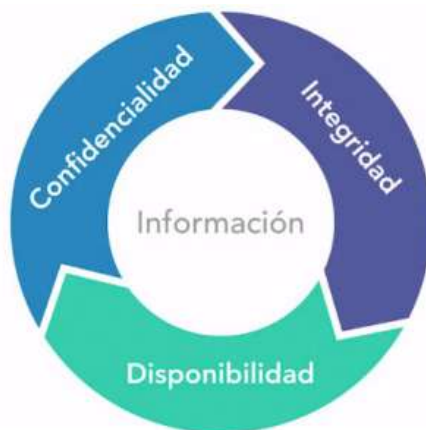 Confidencialidad
Integridad
Información
Disponibilidad